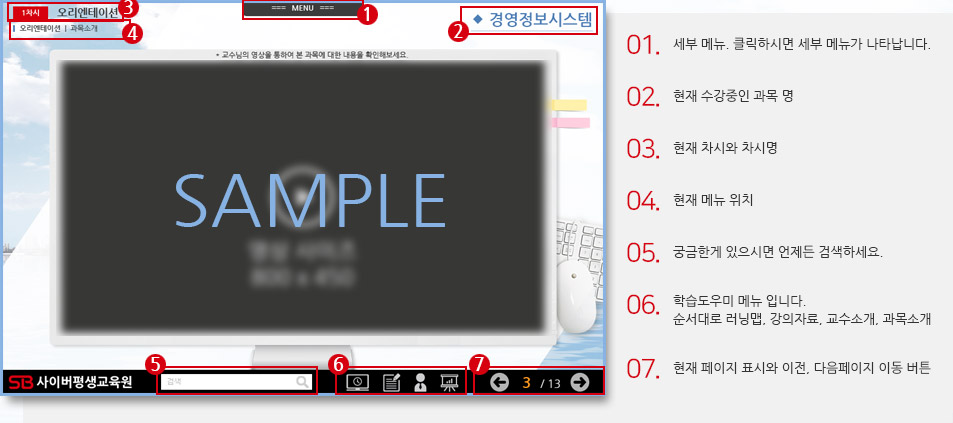 1차시 오리엔테이션 3
=== MENU === 1
◆ 경영정보시스템
2
오리엔테이션 | 과목소개 4
* 교수님의 영상을 통하여 본 과목에 대한 내용을 확인해보세요.
SAMPLE
영상 사이즈
800 x 450
5 6 7
SB 사이버평생교육원 검색 3 / 13
01. 세부 메뉴. 클릭하시면 세부 메뉴가 나타납니다.
02. 현재 수강중인 과목 명
03. 현재 차시와 차시명
04. 현재 메뉴 위치
05. 궁금한게 있으시면 언제든 검색하세요.
06. 학습도우미 메뉴 입니다.
순서대로 러닝맵, 강의자료, 교수소개, 과목소개
07. 현재 페이지 표시와 이전, 다음페이지 이동 버튼